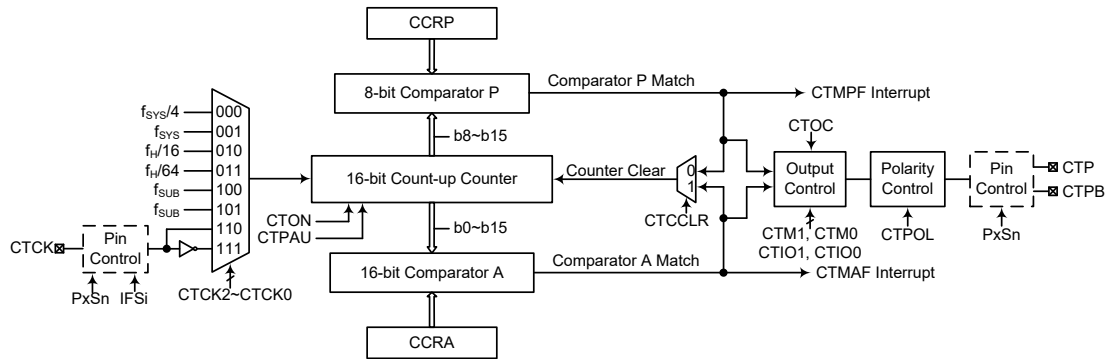 CCRP
8-bit Comparator P
Comparator P Match
CTMPF Interrupt
b8~b15
fSYS/4
fSYS
fH/16
fH/64
fSUB
fSUB
000
001
010
011
100
101
110
111
CTCK
Pin
Control
PxSn
IFSi
CTCK2~CTCK0
16-bit Count-up Counter
CTON
CTPAU
Counter Clear
0
1
CTCCLR
b0~b15
16-bit Comparator A
Comparator A Match
CTMAF Interrupt
CCRA
CTOC
Output
Control
CTM1, CTM0
CTIO1, CTIO0
Polarity
Control
CTPOL
Pin
Control
PxSn
CTP
CTPB